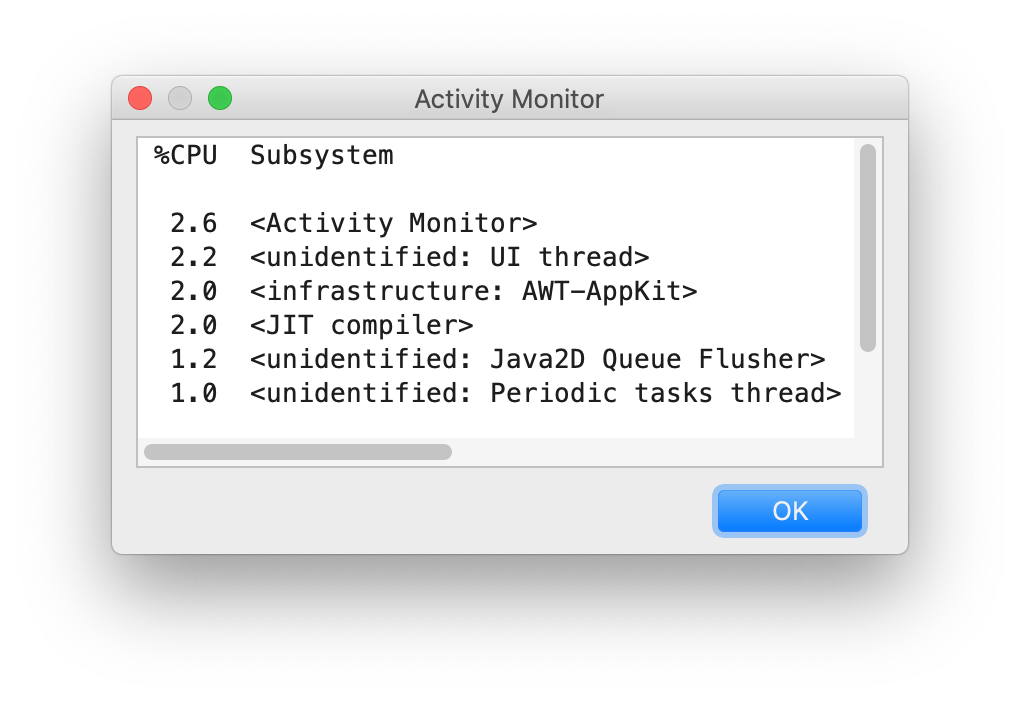 Activity Monitor
%CPU  Subsystem
2.6  <Activity Monitor>
2.2  <unidentified: UI thread>
2.0  <infrastructure: AWT-AppKit>
2.0  <JIT compiler>
1.2  <unidentified: Java2D Queue Flusher>
1.0  <unidentified: Periodic tasks thread>
OK